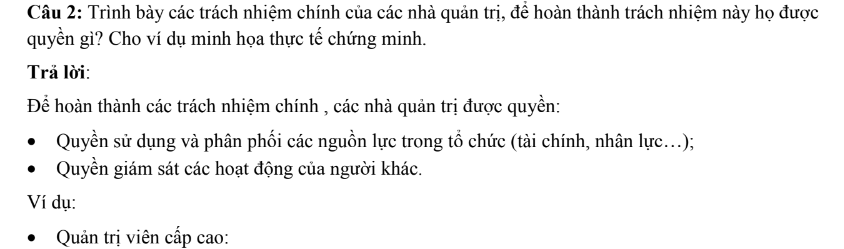 Câu 2: Trình bày các trách nhiệm chính của các nhà quản trị, để hoàn thành trách nhiệm này họ được
quyền gì? Cho ví dụ minh họa thực tế chứng minh.
Trả lời:
Để hoàn thành các trách nhiệm chính , các nhà quản trị được quyền:
• Quyền sử dụng và phân phối các nguồn lực trong tổ chức (tài chính, nhân lực…);
• Quyền giám sát các hoạt động của người khác.
Ví dụ:
• Quản trị viên cấp cao: